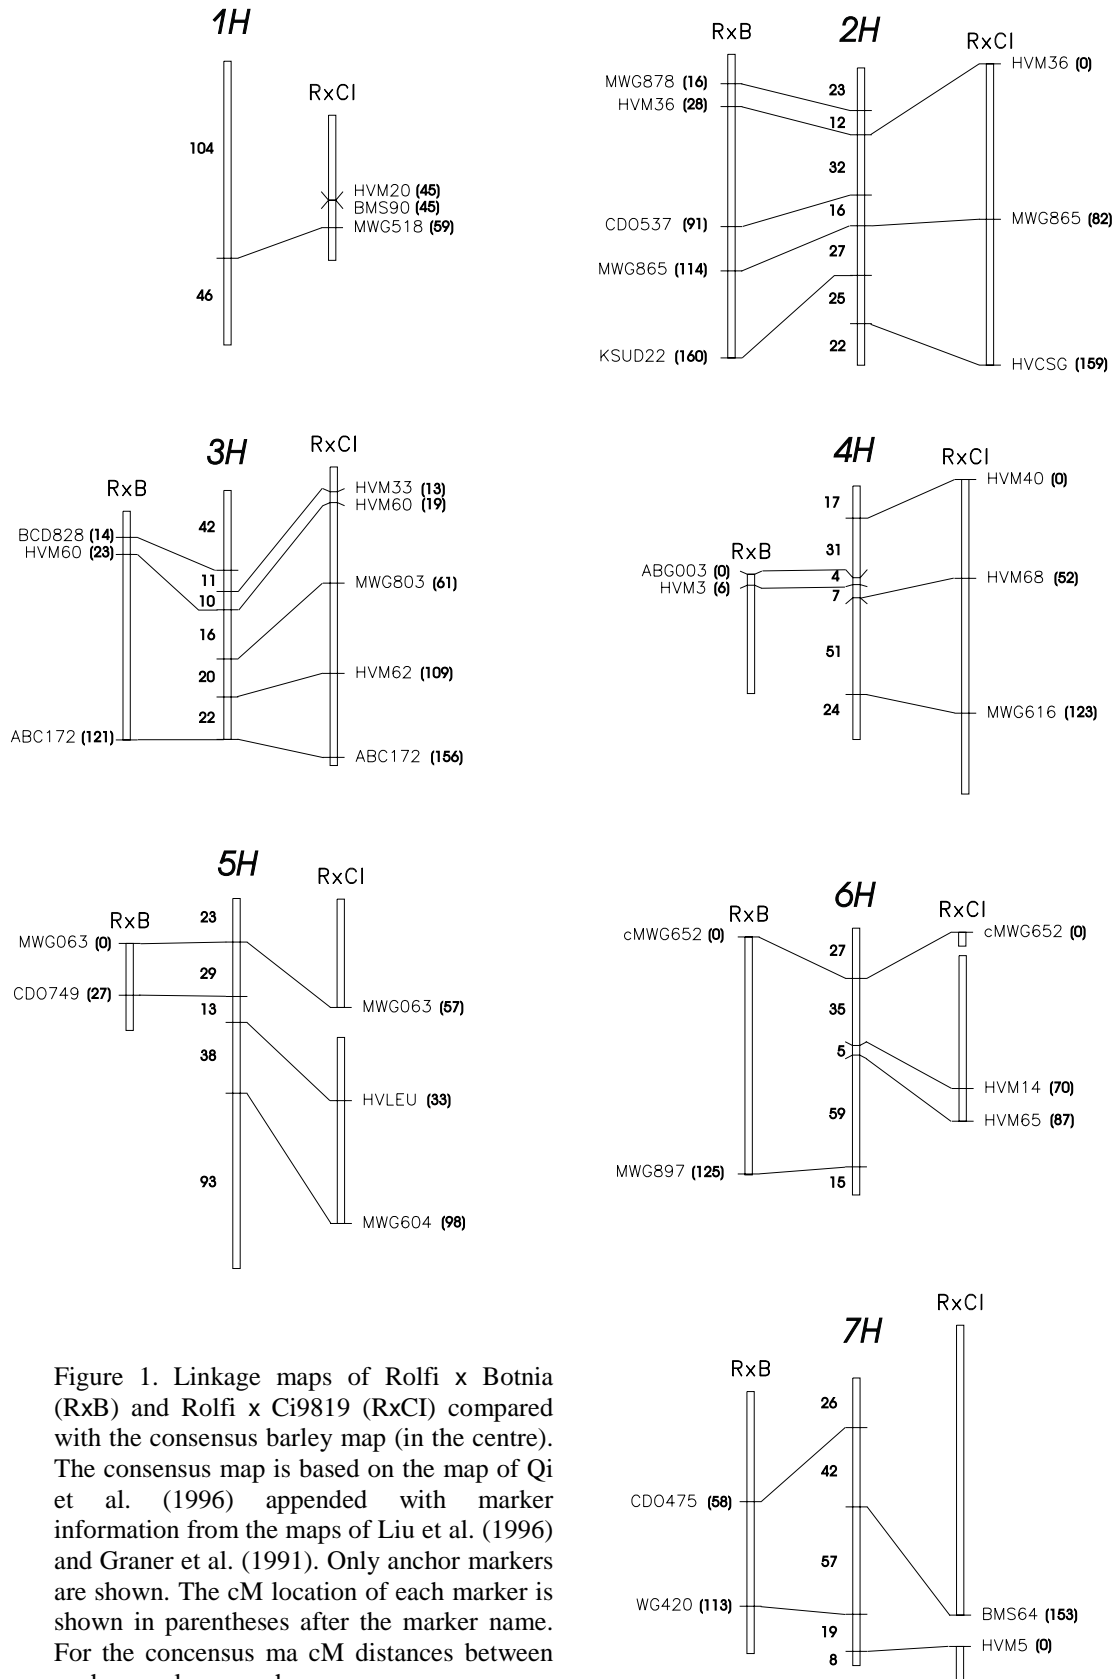 1H
RxCI
104
46
HVM20 (45)
BMS90 (45)
MWG518 (59)
2H
RxB
RxCI
MWG878 (16)
HVM36 (28)
CDO537 (91)
MWG865 (114)
KSUD22 (160)
23
12
32
16
27
25
22
HVM36 (0)
MWG865 (82)
HVCSG (159)
3H
RxB
RxCI
BCD828 (14)
HVM60 (23)
ABC172 (121)
42
11
10
16
20
22
HVM33 (13)
HVM60 (19)
MWG803 (61)
HVM62 (109)
ABC172 (156)
4H
RxB
RxCI
ABG003 (0)
HVM3 (6)
17
31
4
7
51
24
HVM40 (0)
HVM68 (52)
MWG616 (123)
5H
RxB
RxCI
MWG063 (0)
CDO749 (27)
23
29
13
38
93
MWG063 (57)
HVLEU (33)
MWG604 (98)
6H
RxB
RxCI
cMWG652 (0)
MWG897 (125)
27
35
5
59
15
cMWG652 (0)
HVM14 (70)
HVM65 (87)
7H
RxB
RxCI
CDO475 (58)
WG420 (113)
26
42
57
19
8
BMS64 (153)
HVM5 (0)
Figure 1. Linkage maps of Rolfi x Botnia
(RxB) and Rolfi x Ci9819 (RxCI) compared
with the consensus barley map (in the centre).
The consensus map is based on the map of Qi
et al. (1996) appended with marker
information from the maps of Liu et al. (1996)
and Graner et al. (1991). Only anchor markers
are shown. The cM location of each marker is
shown in parentheses after the marker name.
For the concensus ma cM distances between